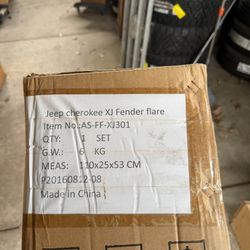 Jeep cherokee XJ Fender flare
Item No.:AS-FF-XJ301
QTY: 1 SET
G.W.: 6 KG
MEAS: 110x25x53 CM
P20160812-08
Made in China